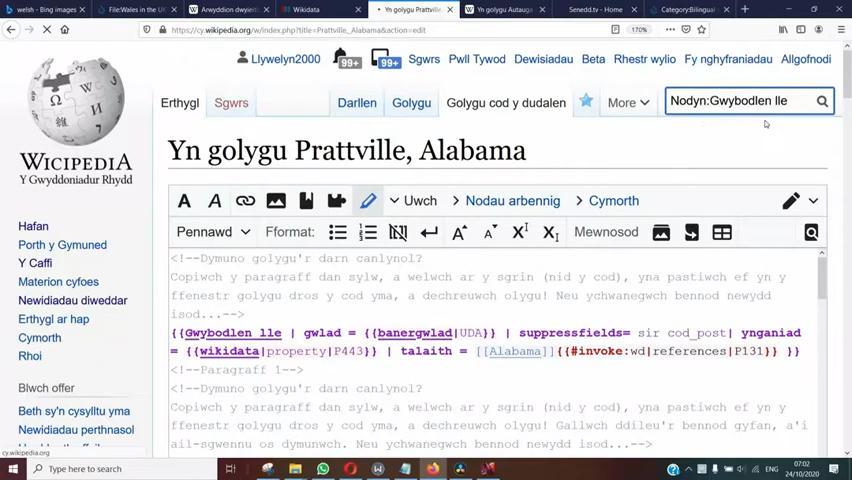 welsh - Bing images
File:Wales in the UK
Arwyddion dwyieith
Wikidata
Yn golygu Prattville,
Yn golygu Autauga
Senedd.tv - Home
Category:Bilingual
https://cy.wikipedia.org/w/index.php?title=Prattville,_Alabama&action=edit
170%
Llywelyn2000
99+
99+
Sgwrs
Pwll Tywod
Dewisiadau
Beta
Rhestr wylio
Fy nghyfraniadau
Allgofnodi
Erthygl
Sgwrs
Darllen
Golygu
Golygu cod y dudalen
More
Nodyn:Gwybodlen lle
WICIPEDIA
Y Gwyddoniadur Rhydd
Yn golygu Prattville, Alabama
Uwch
Nodau arbennig
Cymorth
Pennawd
Fformat:
Mewnosod
Hafan
Porth y Gymuned
Y Caffi
Materion cyfoes
Newidiadau diweddar
Erthygl ar hap
Cymorth
Rhoi
Blwch offer
Beth sy'n cysylltu yma
Newidiadau perthnasol
<!--Dymuno golygu'r darn canlynol?
Copiwch y paragraff dan sylw, a welwch ar y sgrin (nid y cod), yna pastiwch ef yn y
ffenestr golygu dros y cod yma, a dechreuwch olygu! Neu ychwanegwch bennod newydd
isod...-->
{{Gwybodlen lle | gwlad = {{banergwlad|UDA}} | suppressfields= sir cod_post| ynganiad
= {{wikidata|property|P443}} | talaith = [[Alabama]]{{#invoke:wd|references|P131}} }}
<!--Paragraff 1-->
<!--Dymuno golygu'r darn canlynol?
Copiwch y paragraff dan sylw, a welwch ar y sgrin (nid y cod), yna pastiwch ef yn y
ffenestr golygu dros y cod yma, a dechreuwch olygu! Gallwch ddileu'r bennod gyfan, a'i
ail-sgwennu os dymunwch. Neu ychwanegwch bennod newydd isod...-->
cy.wikipedia.org
Type here to search
ENG
07:02
24/10/2020